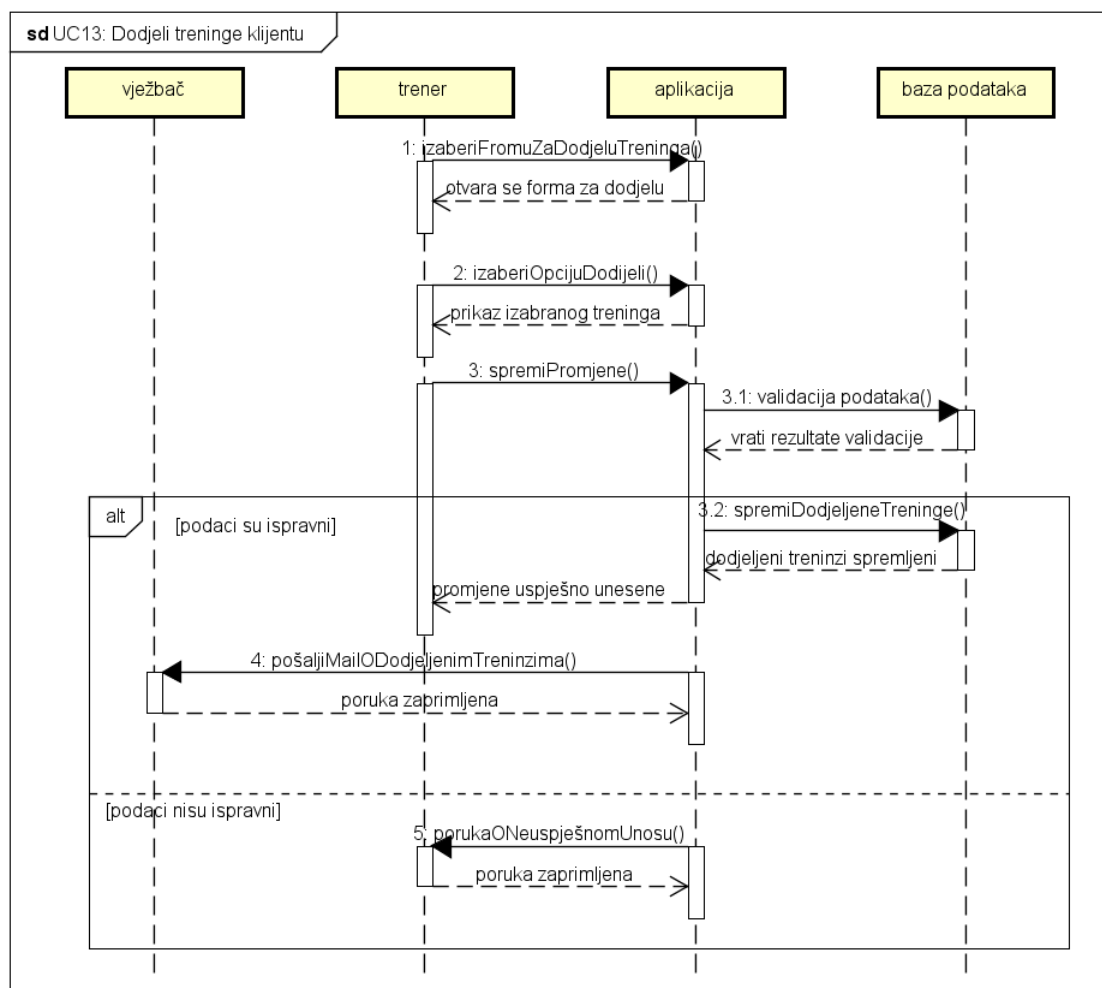 sd UC13: Dodjeli treninge klijentu
vježbač
trener
aplikacija
baza podataka
1: izaberiFromuZaDodjeluTreninga()
otvara se forma za dodjelu
2: izaberiOpcijuDodijeli()
prikaz izabranog treninga
3: spremiPromjene()
3.1: validacija podataka()
vrati rezultate validacije
alt
[podaci su ispravni]
3.2: spremiDodjeljeneTreninge()
dodjeljeni treninzi spremljeni
promjene uspješno unesene
4: pošaljiMailODodjeljenimTreninzima()
poruka zaprimljena
[podaci nisu ispravni]
5: porukaONeuspješnomUnosu()
poruka zaprimljena